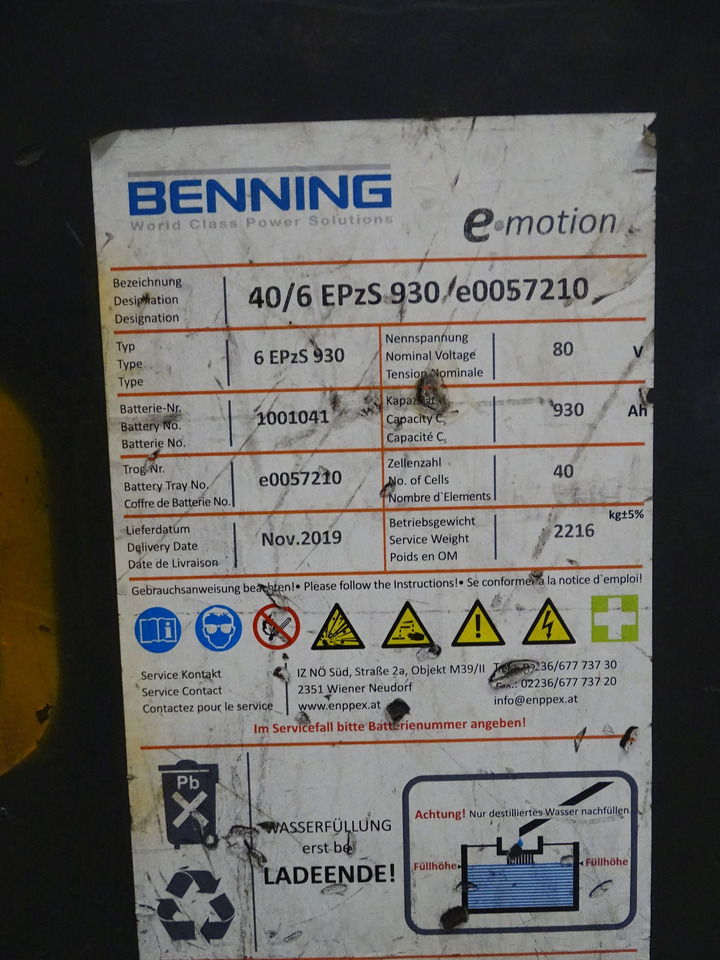 BENNING
World Class Power Solutions
e•motion
Bezeichnung
Designation
Designation
40/6 EPzS 930 e0057210
Typ
Type
Type
6 EPzS 930
Nennspannung
Nominal Voltage
Tension Nominale
80
V
Batterie-Nr.
Battery No.
Batterie No.
1001041
Capacity C₅
Capacité C₅
930
Ah
Trog Nr.
Battery Tray No.
Coffre de Batterie No.
e0057210
Zellenzahl
No. of Cells
Nombre d`Elements
40
Lieferdatum
Delivery Date
Date de Livraison
Nov.2019
Betriebsgewicht
Service Weight
Poids en OM
2216
kg±5%
Gebrauchsanweisung beachten!• Please follow the Instructions!• Se conformer a la notice d`emploi!
Service Kontakt
Service Contact
Contactez pour le service
IZ NÖ Süd, Straße 2a, Objekt M39/II
2351 Wiener Neudorf
www.enppex.at
02236/677 737 30
Fax.: 02236/677 737 20
info@enppex.at
Im Servicefall bitte Batterienummer angeben!
Pb
WASSERFÜLLUNG
erst bei
LADEENDE!
Achtung! Nur destilliertes Wasser nachfüllen
Füllhöhe
Füllhöhe